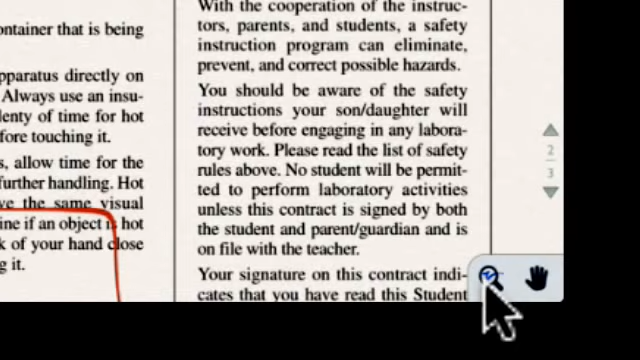 ontainer that is being
pparatus directly on
Always use an insu-
lenty of time for hot
fore touching it.
s, allow time for the
further handling. Hot
ve the same visual
ine if an object is hot
k of your hand close
g it.
With the cooperation of the instruc-
tors, parents, and students, a safety
instruction program can eliminate,
prevent, and correct possible hazards.
You should be aware of the safety
instructions your son/daughter will
receive before engaging in any labora-
tory work. Please read the list of safety
rules above. No student will be permit-
ted to perform laboratory activities
unless this contract is signed by both
the student and parent/guardian and is
on file with the teacher.
Your signature on this contract indi-
cates that you have read this Student
2
3